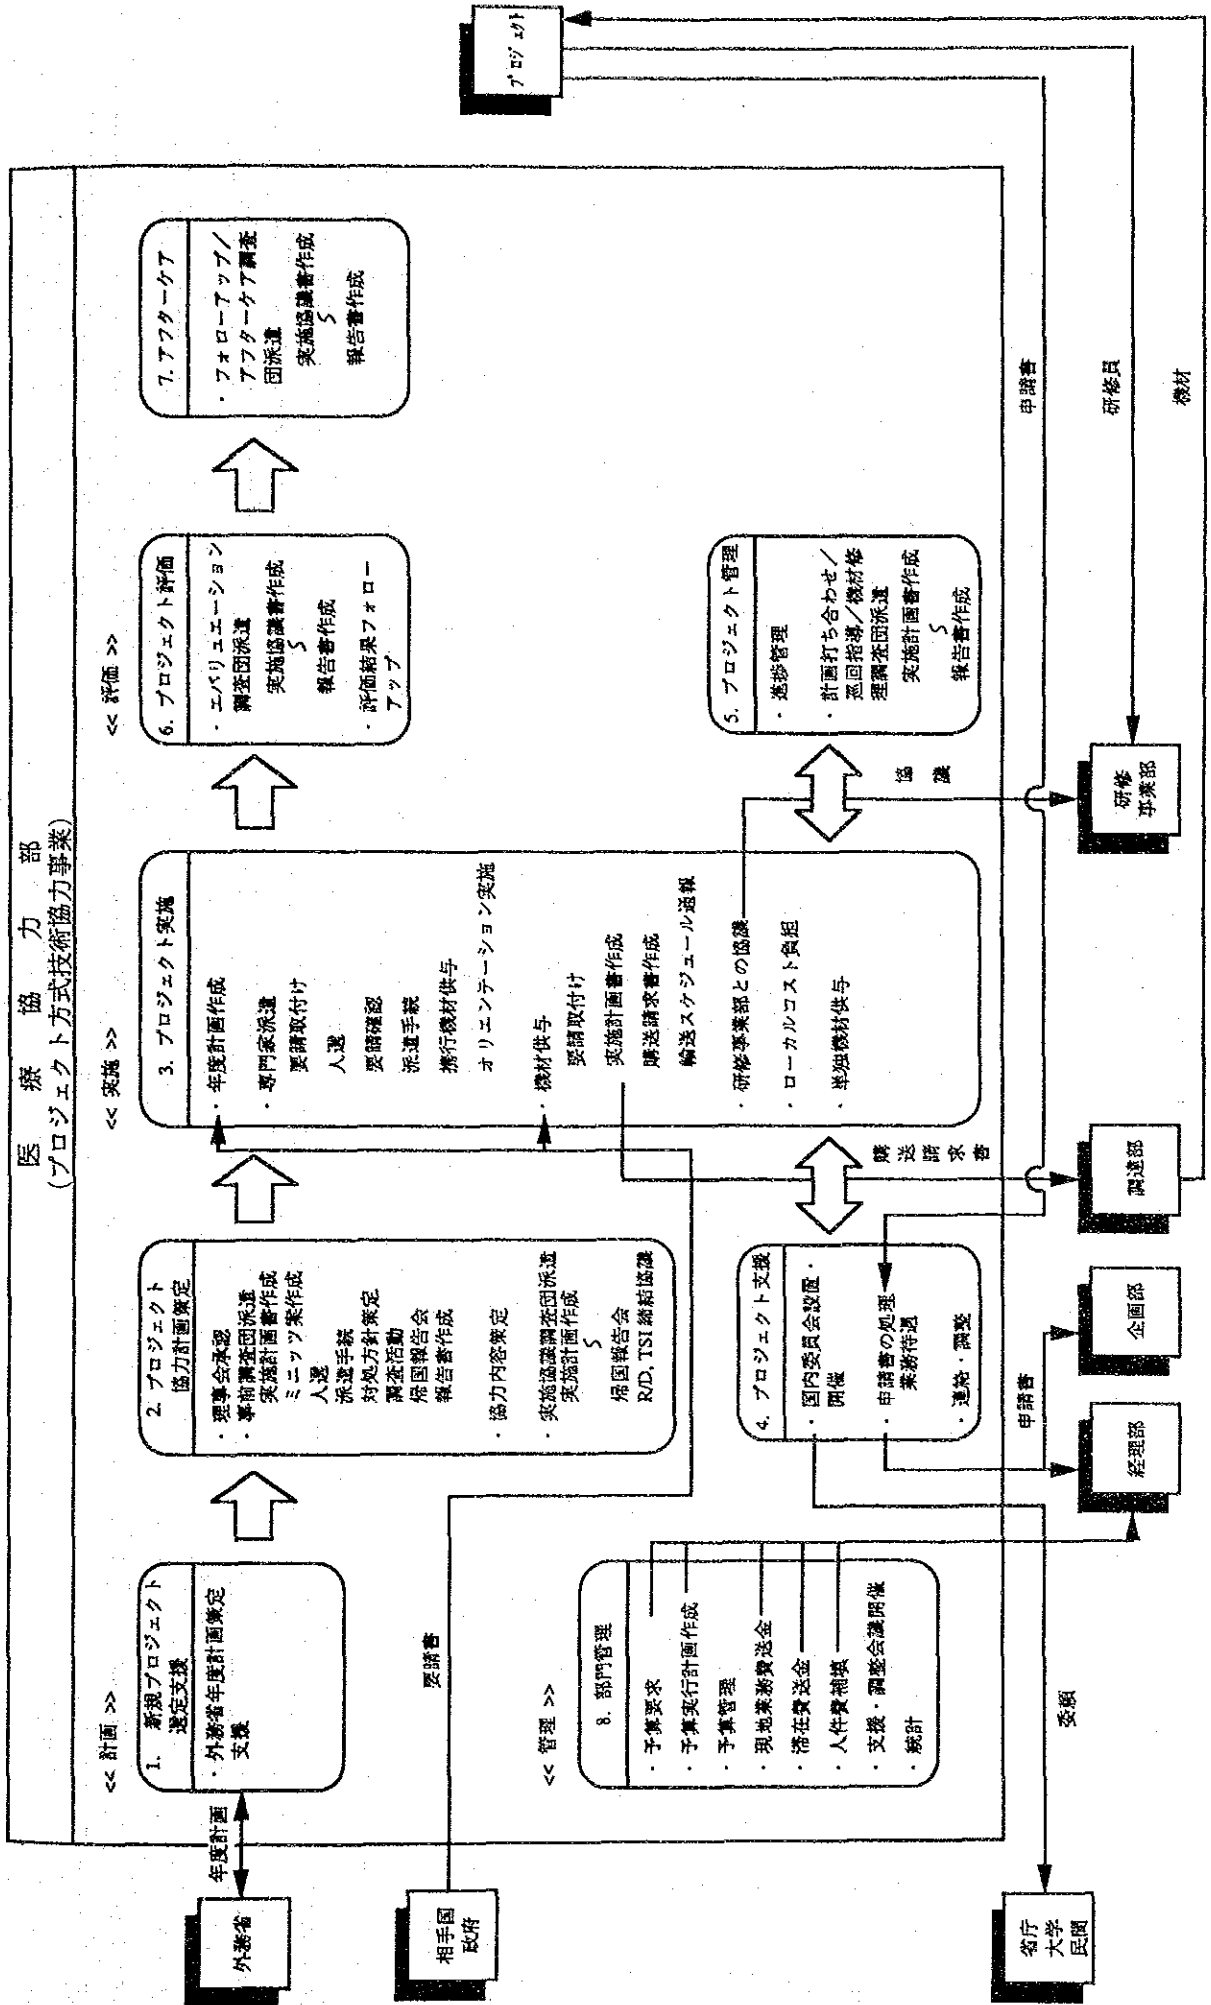 医療協力部
(プロジェクト方式技術協力事業)
<< 計画 >>
1. 新規プロジェクト
選定支援
・外務省年度計画策定
支援
2. プロジェクト
協力計画策定
・理事会承認
・事前調査団派遣
実施計画書作成
ミニッツ案作成
人選
派遣手続
対処方針策定
調査活動
帰国報告会
報告書作成
・協力内容策定
・実施協議調査団派遣
実施計画作成
∫
帰国報告会
R/D, TSI 締結協議
<< 実施 >>
3. プロジェクト実施
・年度計画作成
・専門家派遣
要請取付け
人選
要請確認
派遣手続
携行機材供与
オリエンテーション実施
・機材供与
要請取付け
実施計画書作成
購送請求書作成
輸送スケジュール通報
・研修事業部との協議
・ローカルコスト負担
・単独機材供与
<< 評価 >>
6. プロジェクト評価
・エバリュエーション
調査団派遣
実施協議書作成
∫
報告書作成
・評価結果フォロー
アップ
7. アフターケア
・フォローアップ/
アフターケア調査
団派遣
実施協議書作成
∫
報告書作成
<< 管理 >>
8. 部門管理
・予算要求
・予算実行計画作成
・予算管理
・現地業務費送金
・滞在費送金
・人件費補填
・支援・調整会議開催
・統計
4. プロジェクト支援
・国内委員会設置・
開催
・申請書の処理
業務待遇
・連絡・調整
5. プロジェクト管理
・進捗管理
・計画打ち合わせ/
巡回指導/機材修
理調査団派遣
実施計画書作成
∫
報告書作成
外務省
年度計画
相手国
政府
要請書
省庁
大学
民間
委嘱
経理部
企画部
申請書
調達部
購送請求書
研修
事業部
協議
プロジェクト
申請書
研修員
機材